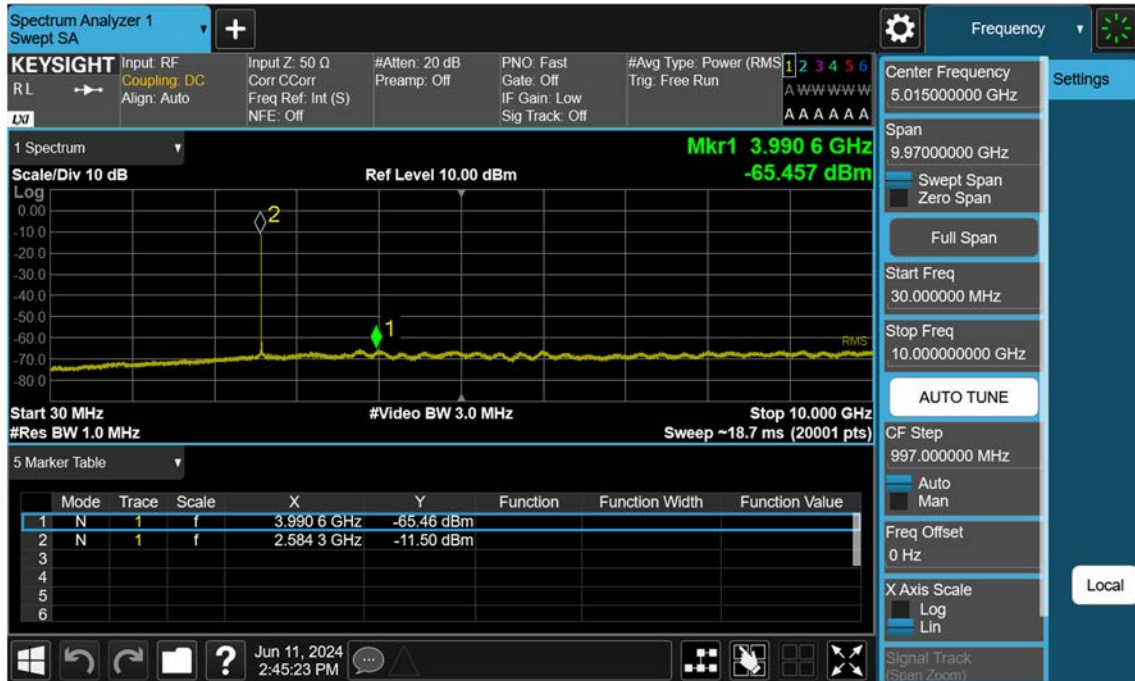 Spectrum Analyzer 1
Swept SA
Frequency
KEYSIGHT
R L
LXI
Input: RF
Coupling: DC
Align: Auto
Input Z: 50 Ω
Corr CCorr
Freq Ref: Int (S)
NFE: Off
#Atten: 20 dB
Preamp: Off
PNO: Fast
Gate: Off
IF Gain: Low
Sig Track: Off
#Avg Type: Power (RMS
Trig: Free Run
1 2 3 4 5 6
A W W W W W
A A A A A A
1 Spectrum
Mkr1 3.990 6 GHz
-65.457 dBm
Scale/Div 10 dB
Ref Level 10.00 dBm
Log
0.00
-10.0
-20.0
-30.0
-40.0
-50.0
-60.0
-70.0
-80.0
2
1
RMS
Start 30 MHz
#Video BW 3.0 MHz
Stop 10.000 GHz
#Res BW 1.0 MHz
Sweep ~18.7 ms (20001 pts)
5 Marker Table
Mode Trace Scale X Y Function Function Width Function Value
1 N 1 f 3.990 6 GHz -65.46 dBm
2 N 1 f 2.584 3 GHz -11.50 dBm
3
4
5
6
Jun 11, 2024
2:45:23 PM
?
Center Frequency
5.015000000 GHz
Settings
Span
9.97000000 GHz
Swept Span
Zero Span
Full Span
Start Freq
30.000000 MHz
Stop Freq
10.000000000 GHz
AUTO TUNE
CF Step
997.000000 MHz
Auto
Man
Freq Offset
0 Hz
X Axis Scale
Log
Lin
Local
Signal Track
(Span Zoom)